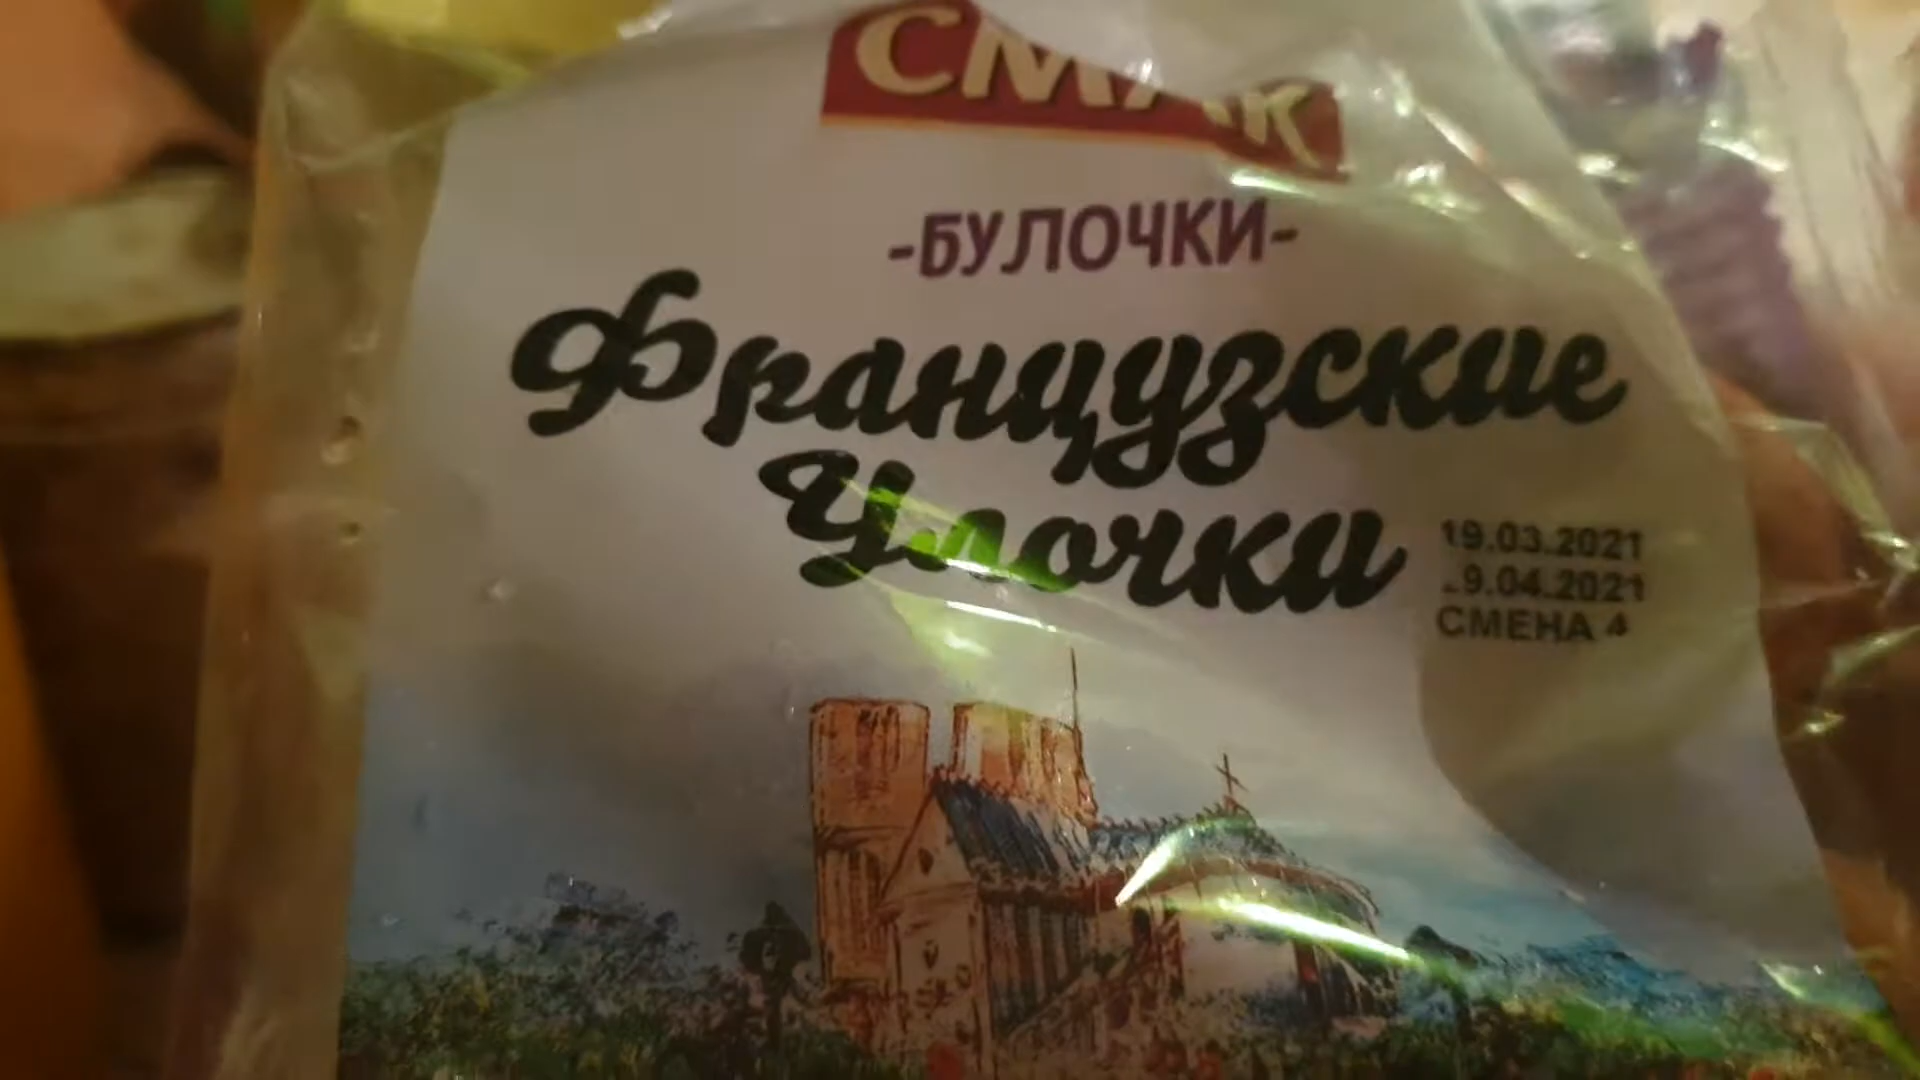 СМАК
-БУЛОЧКИ-
Французские
Улочки
19.03.2021
9.04.2021
СМЕНА 4